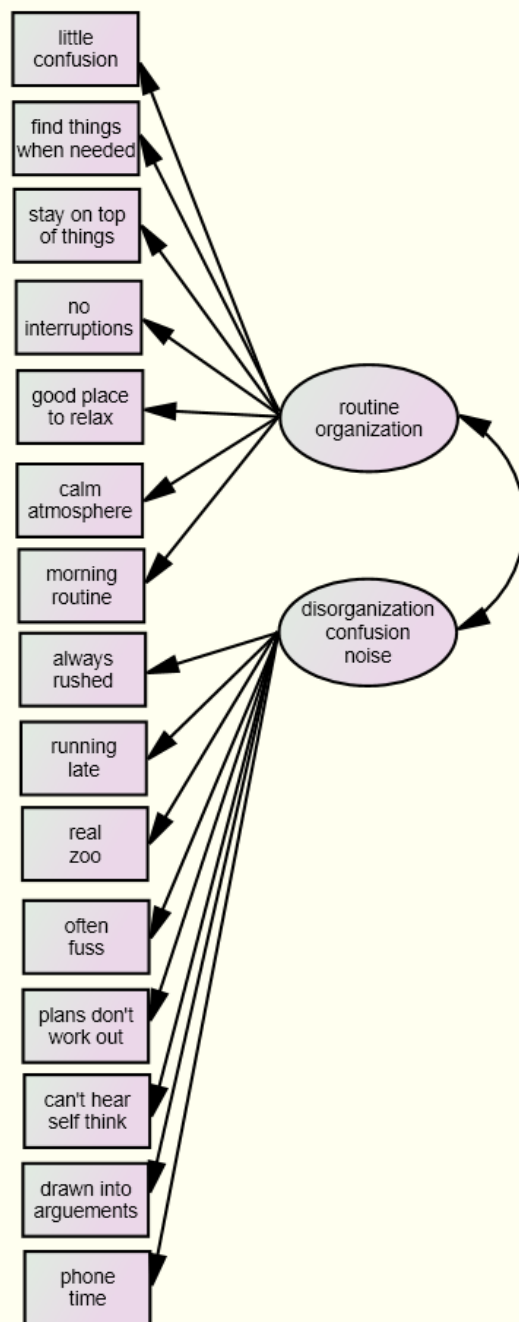 little
confusion
find things
when needed
stay on top
of things
no
interruptions
good place
to relax
calm
atmosphere
morning
routine
always
rushed
running
late
real
zoo
often
fuss
plans don't
work out
can't hear
self think
drawn into
arguements
phone
time
routine
organization
disorganization
confusion
noise